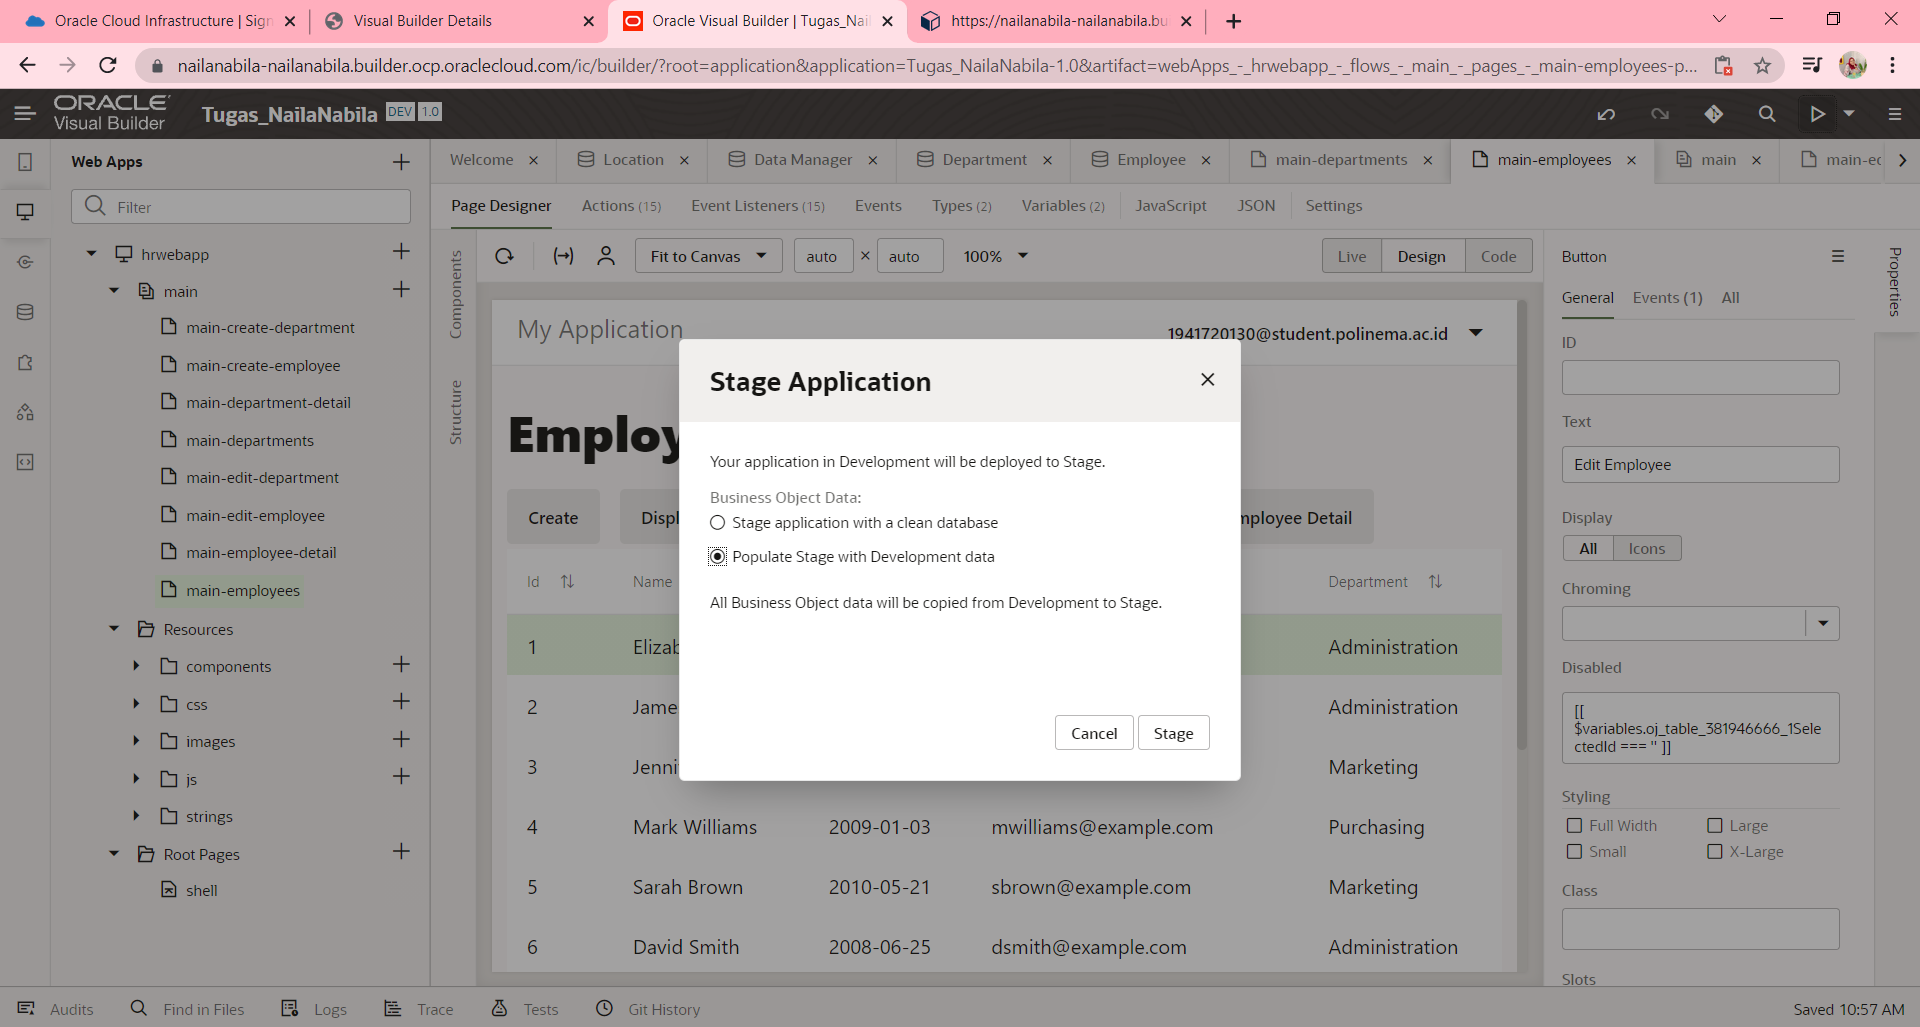 Oracle Cloud Infrastructure | Sign
Visual Builder Details
Oracle Visual Builder | Tugas_Nail
https://nailanabila-nailanabila.bu
nailanabila-nailanabila.builder.ocp.oraclecloud.com/ic/builder/?root=application&application=Tugas_NailaNabila-1.0&artifact=webApps_-_hrwebapp_-_flows_-_main_-_pages_-_main-employees-p...
ORACLE
Visual Builder
Tugas_NailaNabila DEV 1.0
Web Apps
Filter
hrwebapp
main
main-create-department
main-create-employee
main-department-detail
main-departments
main-edit-department
main-edit-employee
main-employee-detail
main-employees
Resources
components
css
images
js
strings
Root Pages
shell
Welcome
Location
Data Manager
Department
Employee
main-departments
main-employees
main
main-ec
Page Designer
Actions (15)
Event Listeners (15)
Events
Types (2)
Variables (2)
JavaScript
JSON
Settings
Components
Structure
Fit to Canvas
auto × auto
100%
Live
Design
Code
My Application
1941720130@student.polinema.ac.id
Employ
Create
Displ
mployee Detail
Id
Name
Department
1 Elizab Administration
2 Jame Administration
3 Jenni Marketing
4 Mark Williams 2009-01-03 mwilliams@example.com Purchasing
5 Sarah Brown 2010-05-21 sbrown@example.com Marketing
6 David Smith 2008-06-25 dsmith@example.com Administration
Stage Application
Your application in Development will be deployed to Stage.
Business Object Data:
Stage application with a clean database
Populate Stage with Development data
All Business Object data will be copied from Development to Stage.
Cancel
Stage
Button
Properties
General
Events (1)
All
ID
Text
Edit Employee
Display
All
Icons
Chroming
Disabled
[[
$variables.oj_table_381946666_1Sele
ctedId === '' ]]
Styling
Full Width
Large
Small
X-Large
Class
Slots
Audits
Find in Files
Logs
Trace
Tests
Git History
Saved 10:57 AM